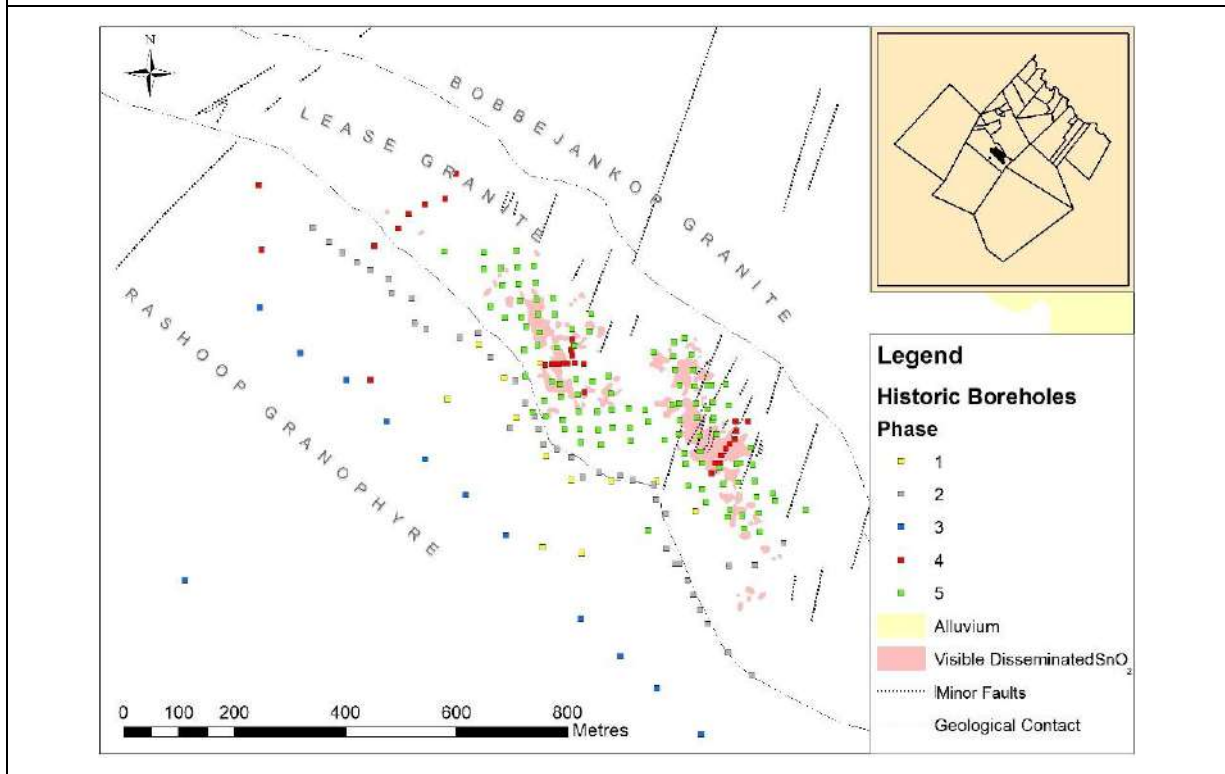 N
BOBBEJANKOP GRANITE
LEASE GRANITE
RASHOOP GRANOPHYRE
0 100 200 400 600 800
Metres
Legend
Historic Boreholes
Phase
1
2
3
4
5
Alluvium
Visible DisseminatedSnO₂
Minor Faults
Geological Contact